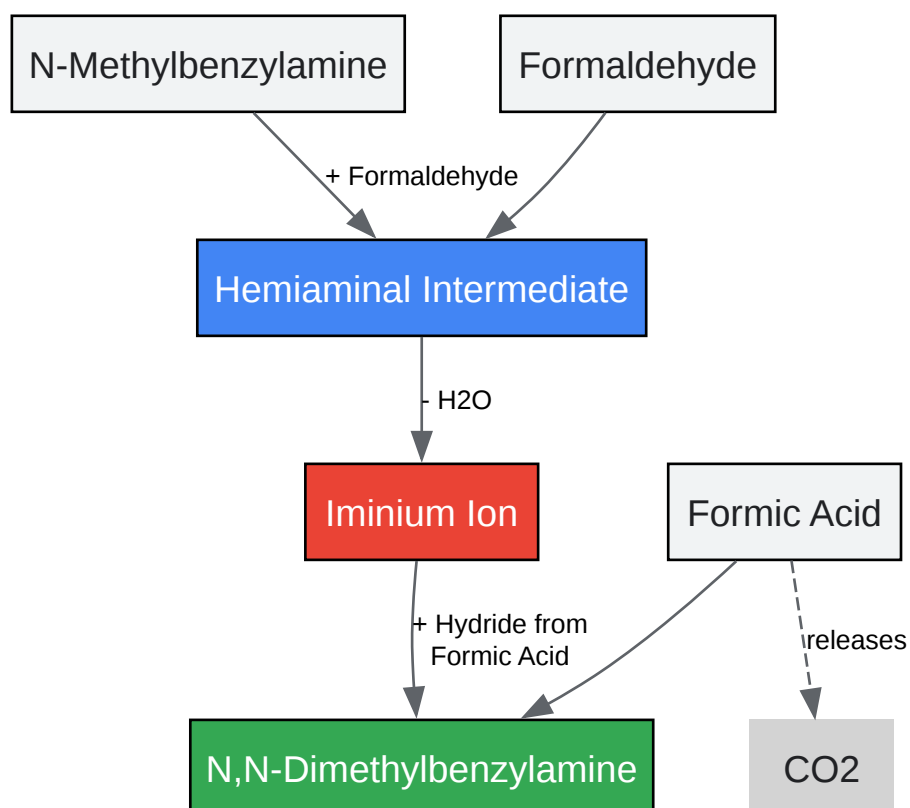 N-Methylbenzylamine
Formaldehyde
+ Formaldehyde
Hemiaminal Intermediate
- H2O
Iminium Ion
Formic Acid
+ Hydride from
Formic Acid
releases
N,N-Dimethylbenzylamine
CO2